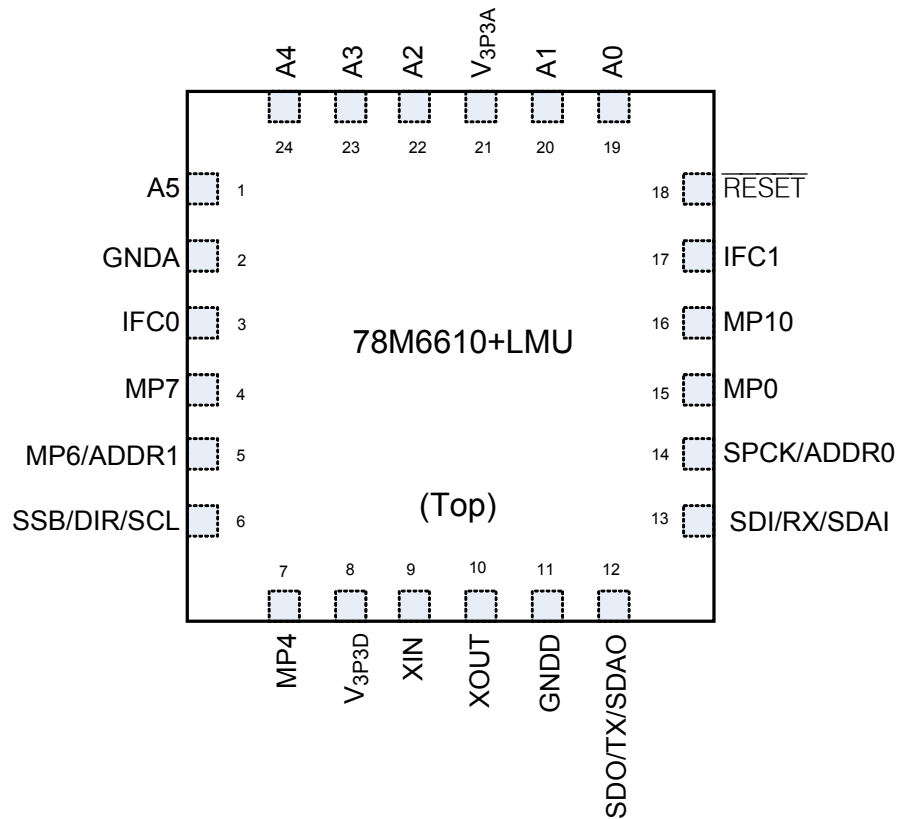 A4
A3
A2
V3P3A
A1
A0
24
23
22
21
20
19
A5
1
18
RESET
GNDA
2
17
IFC1
IFC0
3
16
MP10
78M6610+LMU
MP7
4
15
MP0
MP6/ADDR1
5
14
SPCK/ADDR0
(Top)
SSB/DIR/SCL
6
13
SDI/RX/SDAI
7
8
9
10
11
12
MP4
V3P3D
XIN
XOUT
GNDD
SDO/TX/SDAO